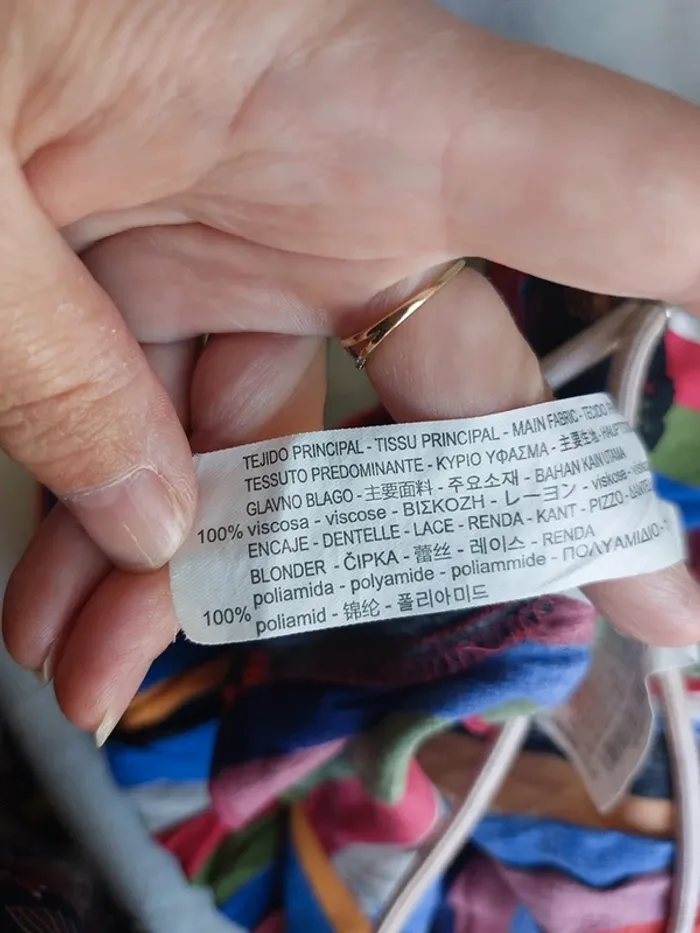 TEJIDO PRINCIPAL - TISSU PRINCIPAL - MAIN FABRIC - TEJIDO
TESSUTO PREDOMINANTE - ΚΥΡΙΟ ΥΦΑΣΜΑ - 主要生地 -
GLAVNO BLAGO - 主要面料 - 주요소재 - BAHAN KAIN UTAMA
100% viscosa - viscose - ΒΙΣΚΟΖΗ - レーヨン - viskose -
ENCAJE - DENTELLE - LACE - RENDA - KANT - PIZZO -
BLONDER - ČIPKA - 蕾丝 - 레이스 - RENDA
poliamida - polyamide - poliammide - ΠΟΛΥΑΜΙΔΙΟ -
100% poliamid - 锦纶 - 폴리아미드